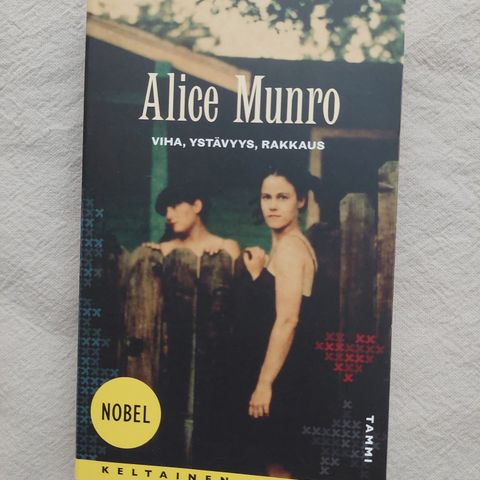 Alice Munro
VIHA, YSTÄVYYS, RAKKAUS
NOBEL
TAMMI
KELTAINEN